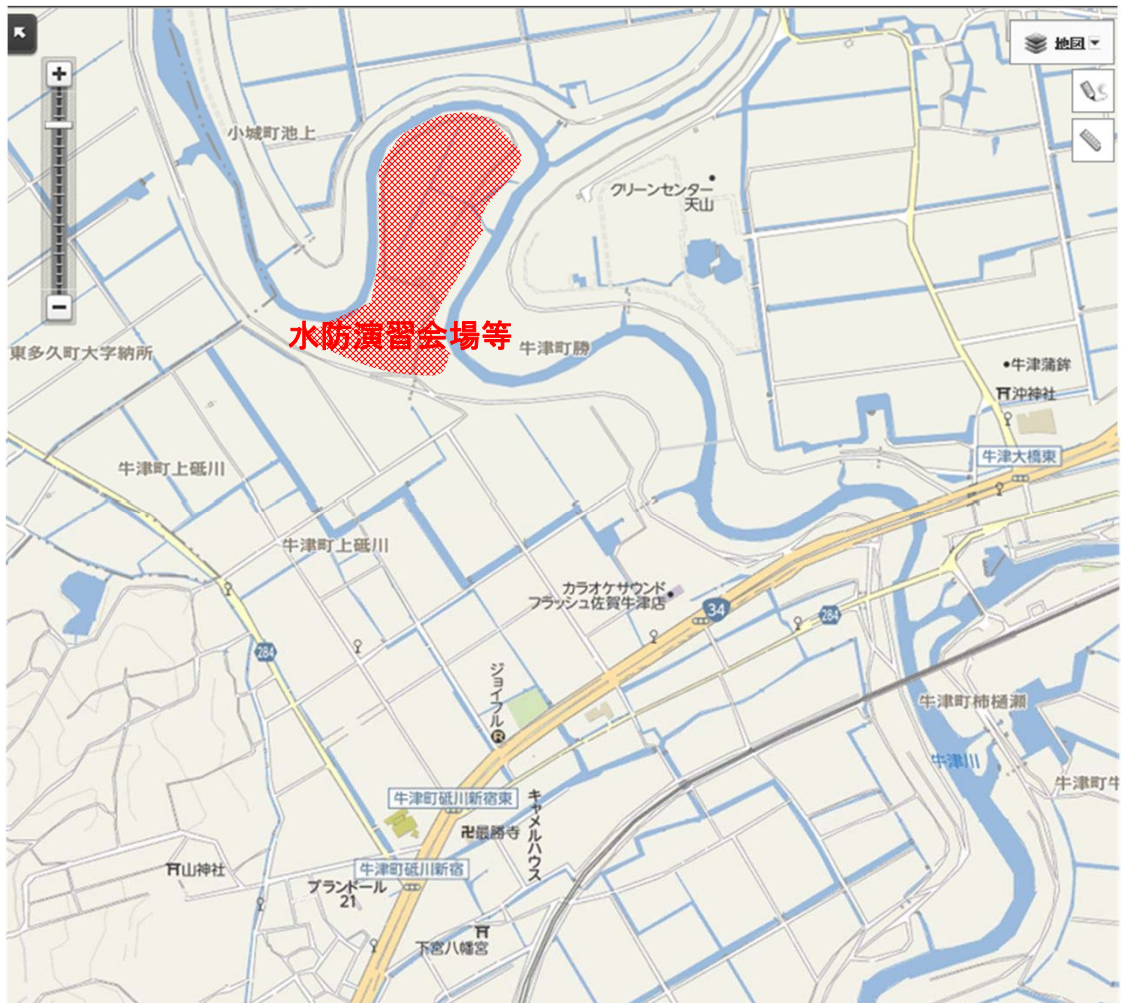 地図
小城町池上
クリーンセンター
天山
水防演習会場等
東多久町大字納所
牛津町勝
牛津蒲鉾
沖神社
牛津大橋東
牛津町上砥川
牛津町上砥川
カラオケサウンド
フラッシュ佐賀牛津店
34
284
284
ジョイフル
R
牛津町柿樋瀬
牛津川
牛津町牛
牛津町砥川新宿東
キャメルハウス
卍最勝寺
山神社
牛津町砥川新宿
ブランドール
21
下宮八幡宮